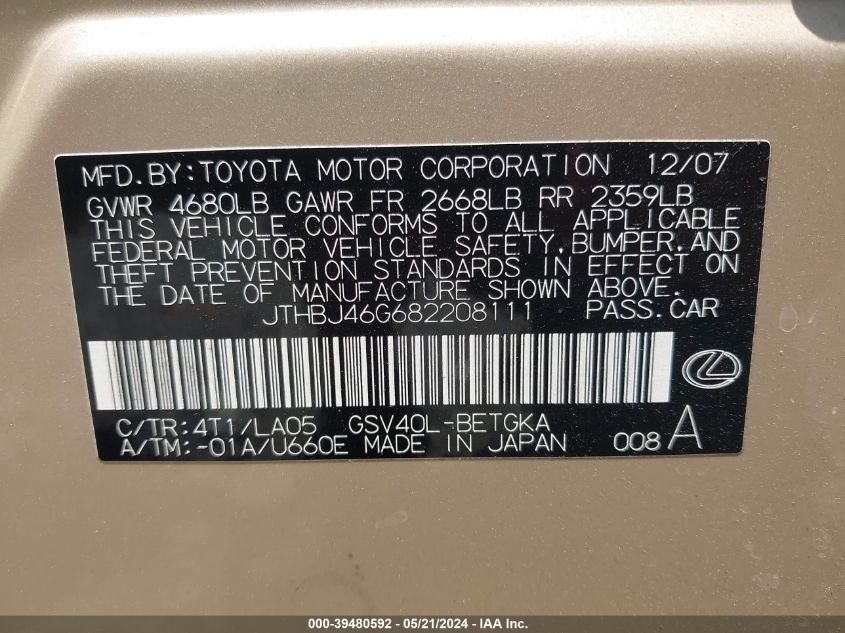 MFD.BY:TOYOTA MOTOR CORPORATION 12/07
GVWR 4680LB GAWR FR 2668LB RR 2359LB
THIS VEHICLE CONFORMS TO ALL APPLICABLE
FEDERAL MOTOR VEHICLE SAFETY,BUMPER,AND
THEFT PREVENTION STANDARDS IN EFFECT ON
THE DATE OF MANUFACTURE SHOWN ABOVE.
JTHBJ46G682208111 PASS.CAR
C/TR:4T1/LA05 GSV40L-BETGKA
A/TM:-01A/U660E MADE IN JAPAN 008A
000-39480592 - 05/21/2024 - IAA Inc.